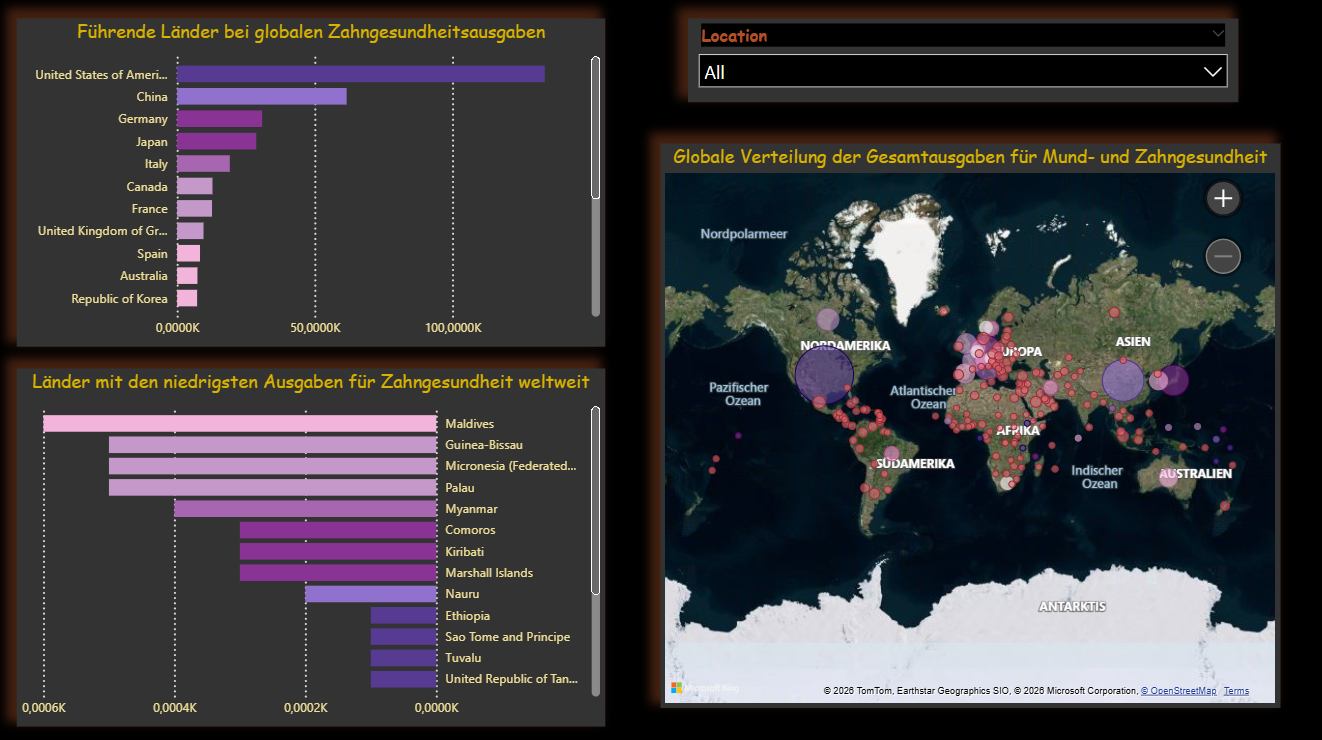 Führende Länder bei globalen Zahngesundheitsausgaben
United States of Ameri...
China
Germany
Japan
Italy
Canada
France
United Kingdom of Gr...
Spain
Australia
Republic of Korea
0,0000K 50,0000K 100,0000K
Länder mit den niedrigsten Ausgaben für Zahngesundheit weltweit
Maldives
Guinea-Bissau
Micronesia (Federated...
Palau
Myanmar
Comoros
Kiribati
Marshall Islands
Nauru
Ethiopia
Sao Tome and Principe
Tuvalu
United Republic of Tan...
0,0006K 0,0004K 0,0002K 0,0000K
Location
All
Globale Verteilung der Gesamtausgaben für Mund- und Zahngesundheit
Nordpolarmeer
NORDAMERIKA
ASIEN
Pazifischer
Ozean
Atlantischer
Ozean
AFRIKA
SÜDAMERIKA
Indischer
Ozean
AUSTRALIEN
ANTARKTIS
© 2026 TomTom, Earthstar Geographics SIO, © 2026 Microsoft Corporation, © OpenStreetMap Terms